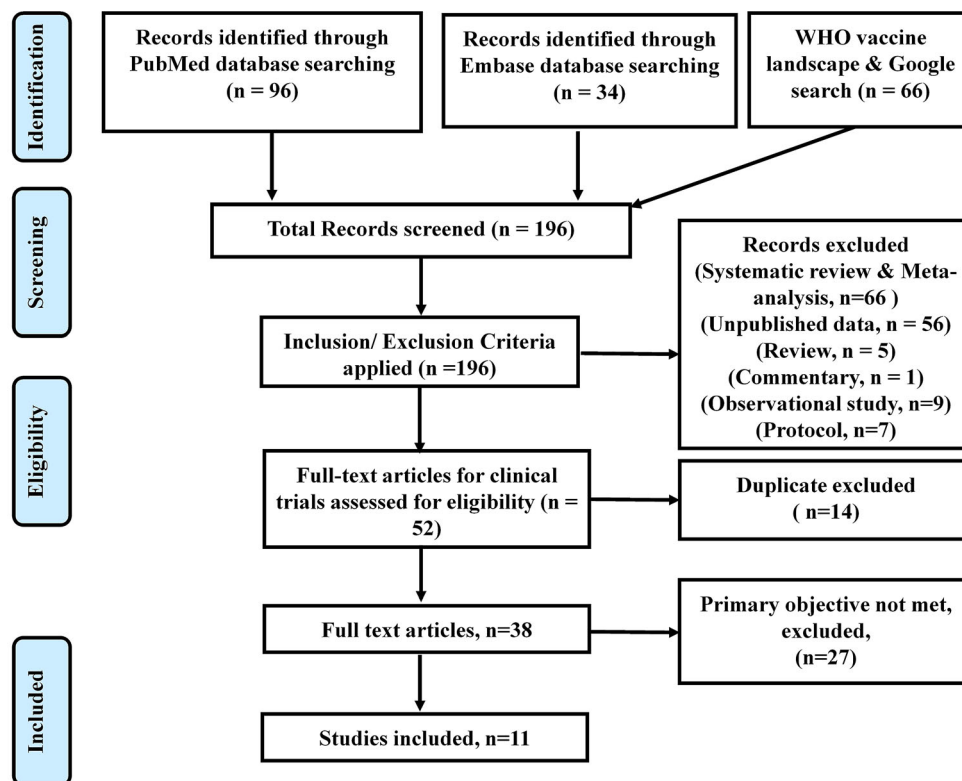 Identification
Records identified through
PubMed database searching
(n = 96)
Records identified through
Embase database searching
(n = 34)
WHO vaccine
landscape & Google
search (n = 66)
Screening
Total Records screened (n = 196)
Records excluded
(Systematic review & Meta-
analysis, n=66 )
(Unpublished data, n = 56)
(Review, n = 5)
(Commentary, n = 1)
(Observational study, n=9)
(Protocol, n=7)
Inclusion/ Exclusion Criteria
applied (n =196)
Eligibility
Full-text articles for clinical
trials assessed for eligibility (n =
52)
Duplicate excluded
( n=14)
Included
Full text articles, n=38
Primary objective not met,
excluded,
(n=27)
Studies included, n=11